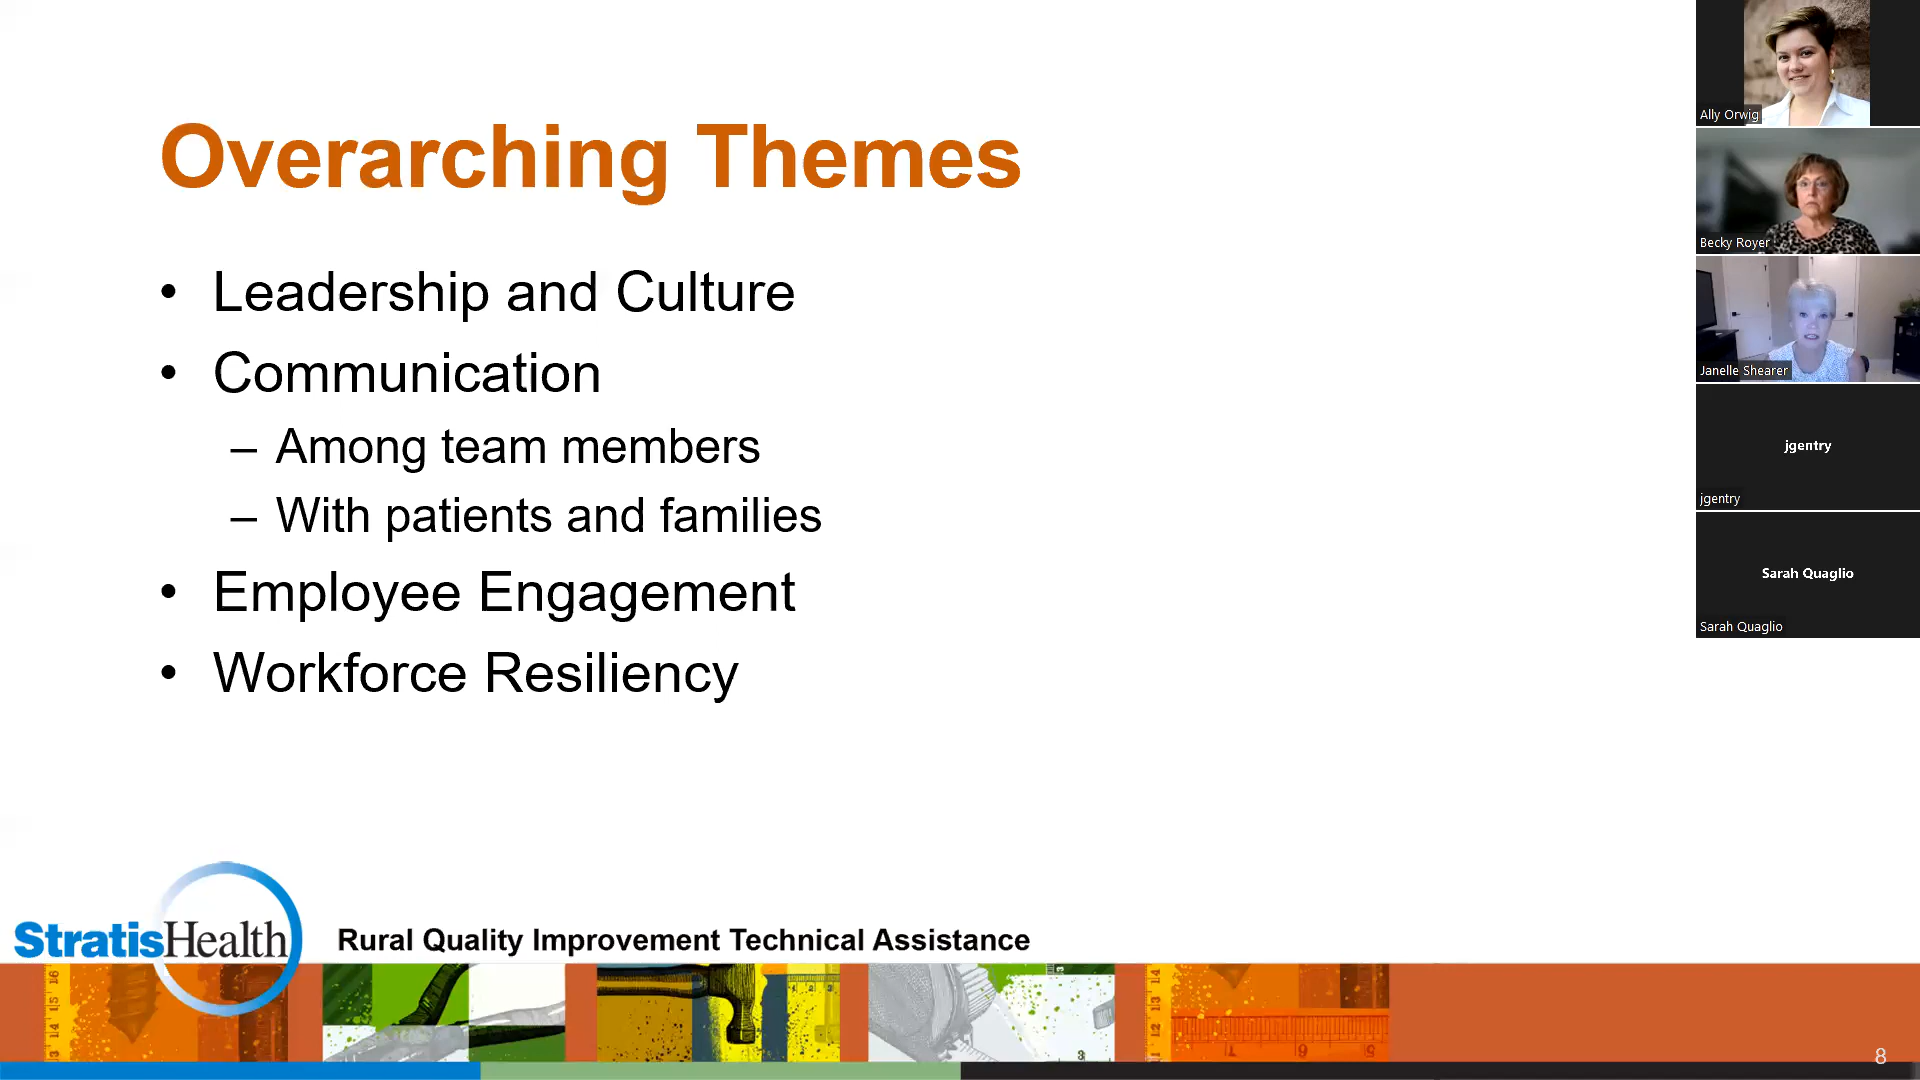 Overarching Themes
• Leadership and Culture
• Communication
– Among team members
– With patients and families
• Employee Engagement
• Workforce Resiliency
StratisHealth
Rural Quality Improvement Technical Assistance
8
Ally Orwig
Becky Royer
Janelle Shearer
jgentry
jgentry
Sarah Quaglio
Sarah Quaglio